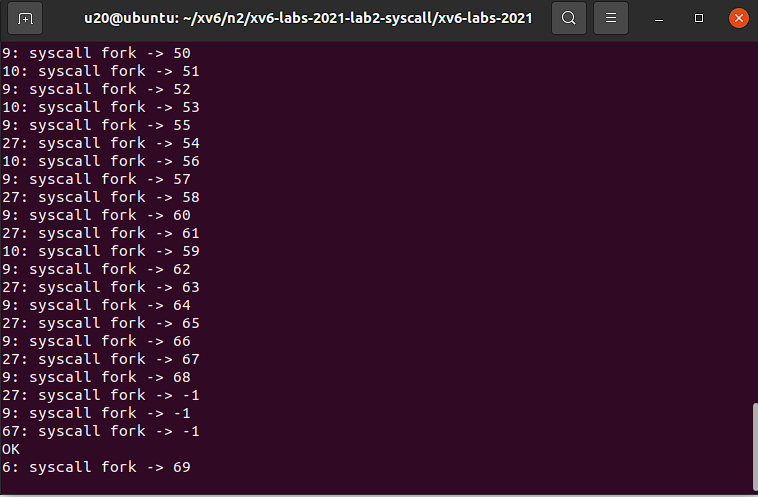 u20@ubuntu: ~/xv6/n2/xv6-labs-2021-lab2-syscall/xv6-labs-2021
9: syscall fork -> 50
10: syscall fork -> 51
9: syscall fork -> 52
10: syscall fork -> 53
9: syscall fork -> 55
27: syscall fork -> 54
10: syscall fork -> 56
9: syscall fork -> 57
27: syscall fork -> 58
9: syscall fork -> 60
27: syscall fork -> 61
10: syscall fork -> 59
9: syscall fork -> 62
27: syscall fork -> 63
9: syscall fork -> 64
27: syscall fork -> 65
9: syscall fork -> 66
27: syscall fork -> 67
9: syscall fork -> 68
27: syscall fork -> -1
9: syscall fork -> -1
67: syscall fork -> -1
OK
6: syscall fork -> 69